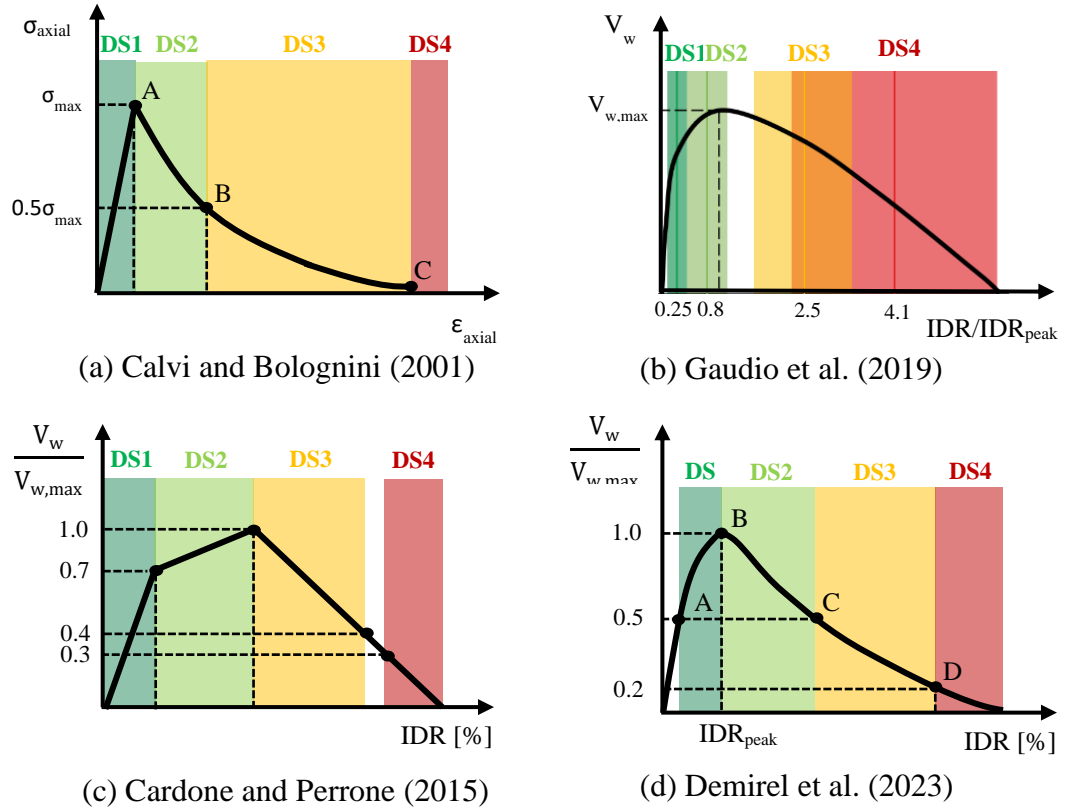 σaxial
DS1 DS2 DS3 DS4
A
σmax
B
0.5σmax
C
εaxial
(a) Calvi and Bolognini (2001)
Vw
DS1 DS2 DS3 DS4
Vw,max
0.25 0.8 2.5 4.1
IDR/IDRpeak
(b) Gaudio et al. (2019)
Vw
Vw,max
DS1 DS2 DS3 DS4
1.0
0.7
0.4
0.3
IDR [%]
(c) Cardone and Perrone (2015)
Vw
Vw,max
DS DS2 DS3 DS4
B
1.0
A
C
0.5
D
0.2
IDRpeak
IDR [%]
(d) Demirel et al. (2023)